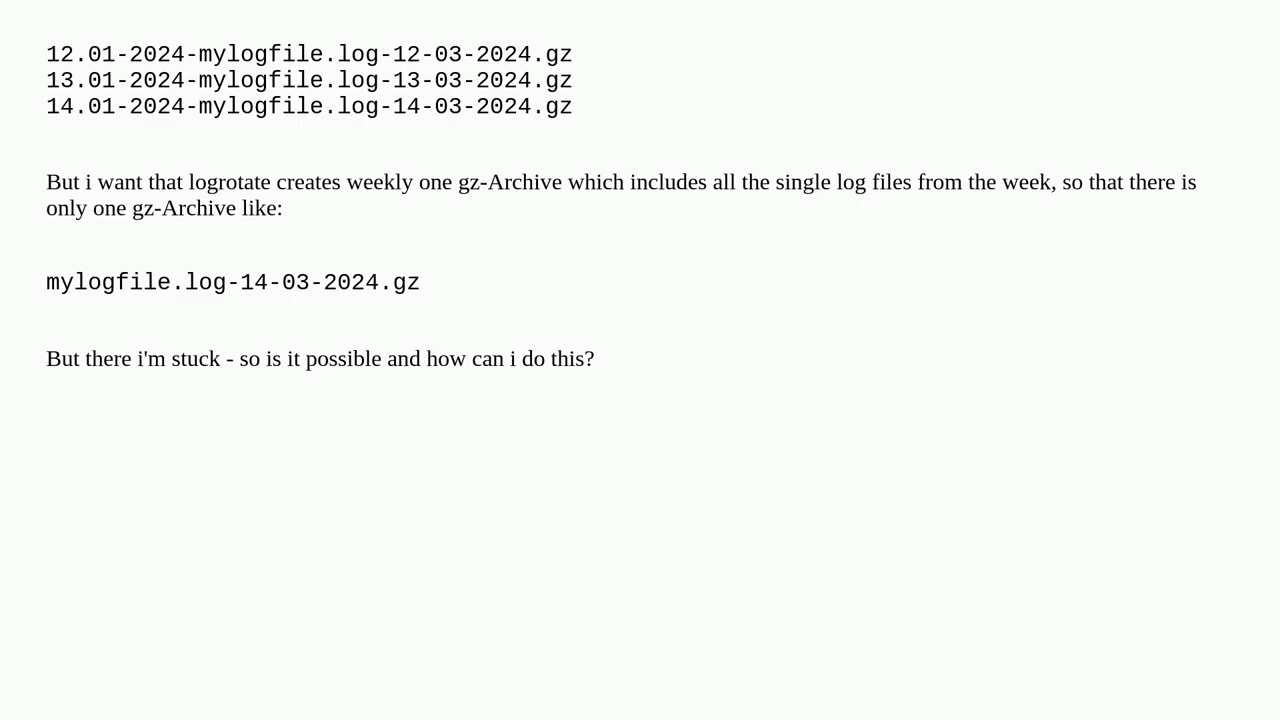 12.01-2024-mylogfile.log-12-03-2024.gz
13.01-2024-mylogfile.log-13-03-2024.gz
14.01-2024-mylogfile.log-14-03-2024.gz
But i want that logrotate creates weekly one gz-Archive which includes all the single log files from the week, so that there is
only one gz-Archive like:
mylogfile.log-14-03-2024.gz
But there i'm stuck - so is it possible and how can i do this?